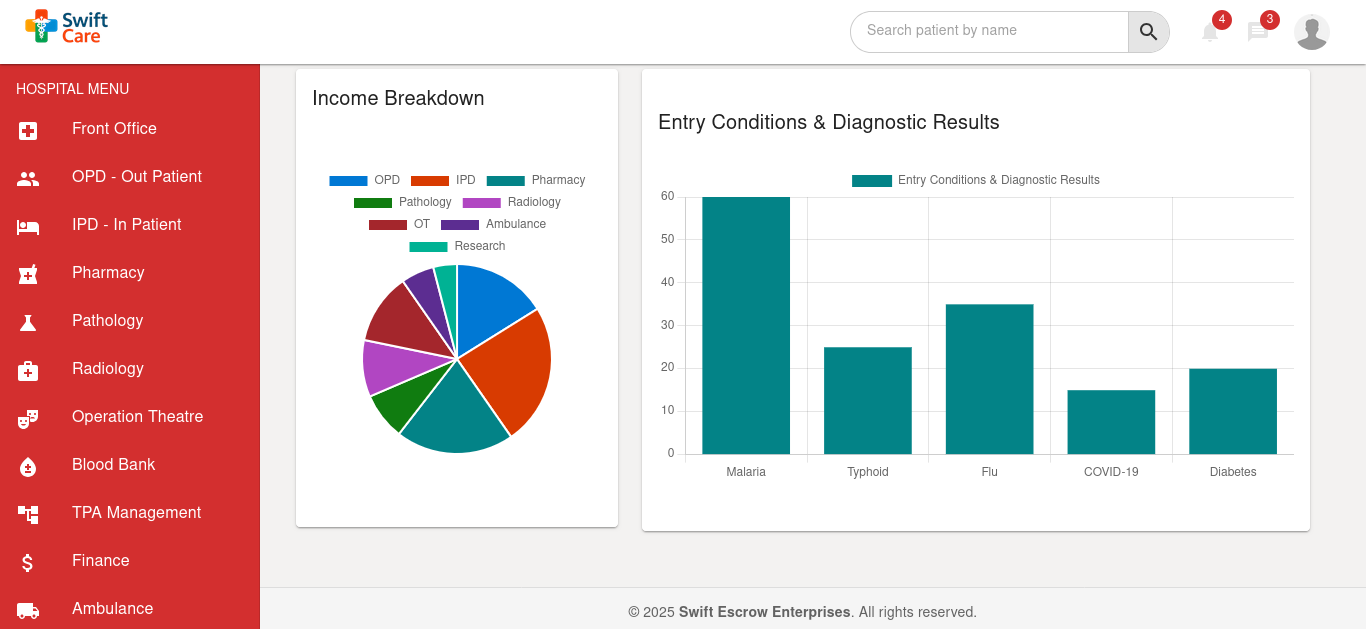 Swift
Care
Search patient by name
4
3
HOSPITAL MENU
Front Office
OPD - Out Patient
IPD - In Patient
Pharmacy
Pathology
Radiology
Operation Theatre
Blood Bank
TPA Management
Finance
Ambulance
Income Breakdown
OPD IPD Pharmacy
Pathology Radiology
OT Ambulance
Research
Entry Conditions & Diagnostic Results
Entry Conditions & Diagnostic Results
60
50
40
30
20
10
0
Malaria Typhoid Flu COVID-19 Diabetes
© 2025 Swift Escrow Enterprises. All rights reserved.